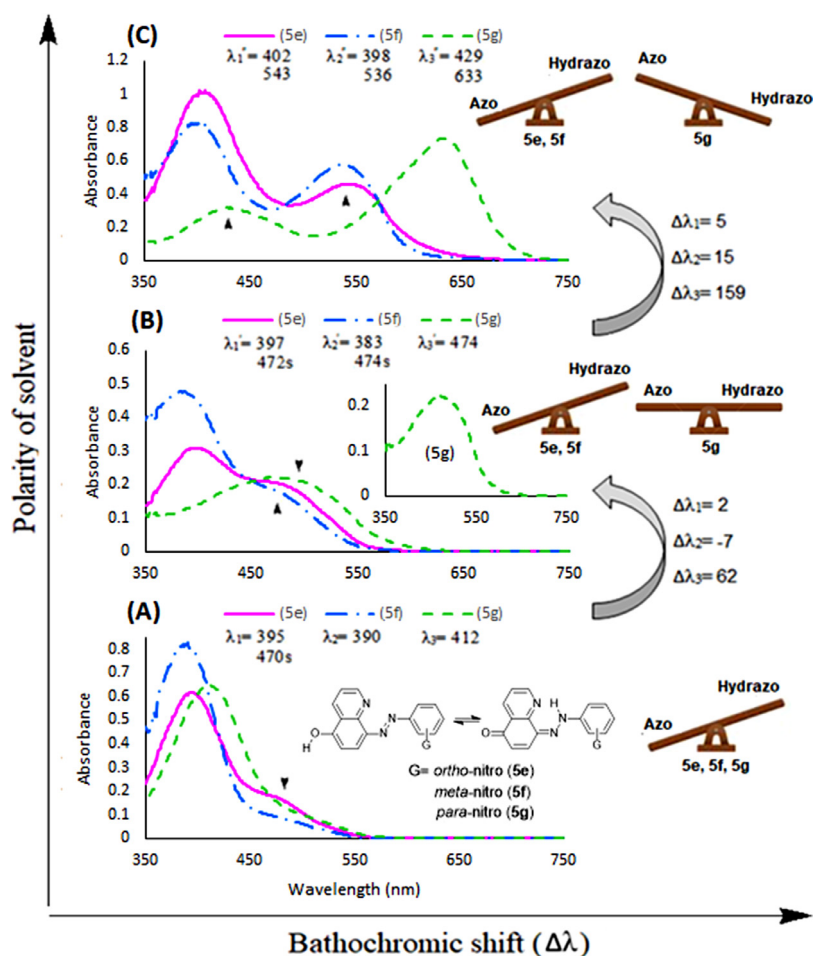 (C)
(5e) (5f) (5g)
λ₁″= 402 λ₂″= 398 λ₃″= 429
543 536 633
Absorbance
1.2
1
0.8
0.6
0.4
0.2
0
350 450 550 650 750
Azo Hydrazo
5e, 5f
Azo Hydrazo
5g
Δλ₁= 5
Δλ₂= 15
Δλ₃= 159
(B)
(5e) (5f) (5g)
λ₁′= 397 λ₂′= 383 λ₃′= 474
472s 474s
Absorbance
0.6
0.5
0.4
0.3
0.2
0.1
0
350 450 550 650 750
0.2
0.1
0
(5g)
350 550 750
Azo Hydrazo
5e, 5f
Azo Hydrazo
5g
Δλ₁= 2
Δλ₂= -7
Δλ₃= 62
(A)
(5e) (5f) (5g)
λ₁= 395 λ₂= 390 λ₃= 412
470s
Absorbance
0.8
0.7
0.6
0.5
0.4
0.3
0.2
0.1
0
350 450 550 650 750
Wavelength (nm)
N N N O H G
N N H N O G
G= ortho-nitro (5e)
meta-nitro (5f)
para-nitro (5g)
Azo Hydrazo
5e, 5f, 5g
Polarity of solvent
Bathochromic shift (Δλ)